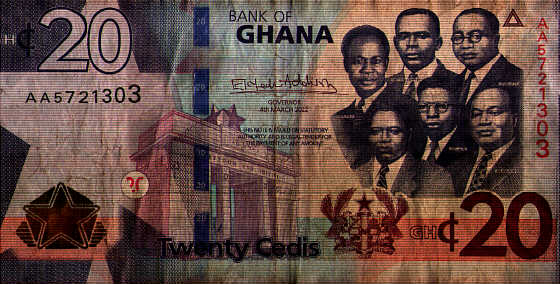 GH¢20
BANK OF
GHANA
AA5721303
GOVERNOR
4th MARCH 2022
THIS NOTE IS ISSUED ON STATUTORY
AUTHORITY AND IS LEGAL TENDER FOR
THE PAYMENT OF ANY AMOUNT
AA5721303
Twenty Cedis
GH¢20